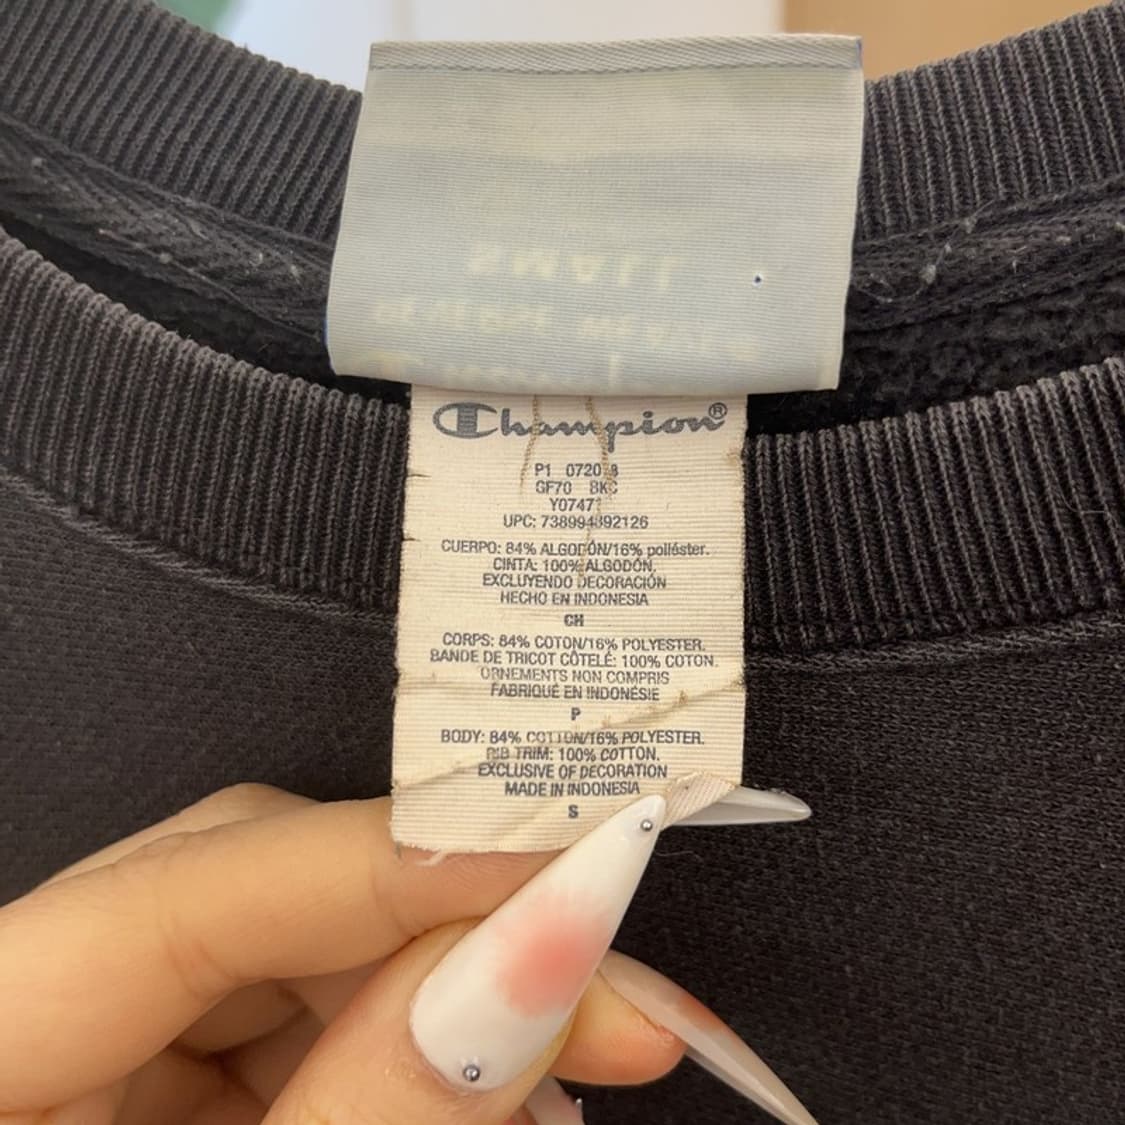 Champion®
P1 0720
GF70 BKC
Y0747
UPC: 738994892126
CUERPO: 84% ALGODÓN/16% poliéster.
CINTA: 100% ALGODÓN.
EXCLUYENDO DECORACIÓN
HECHO EN INDONESIA
CH
CORPS: 84% COTON/16% POLYESTER.
BANDE DE TRICOT CÔTELÉ: 100% COTON.
ORNEMENTS NON COMPRIS
FABRIQUÉ EN INDONÉSIE
P
BODY: 84% COTTON/16% POLYESTER.
RIB TRIM: 100% COTTON.
EXCLUSIVE OF DECORATION
MADE IN INDONESIA
S